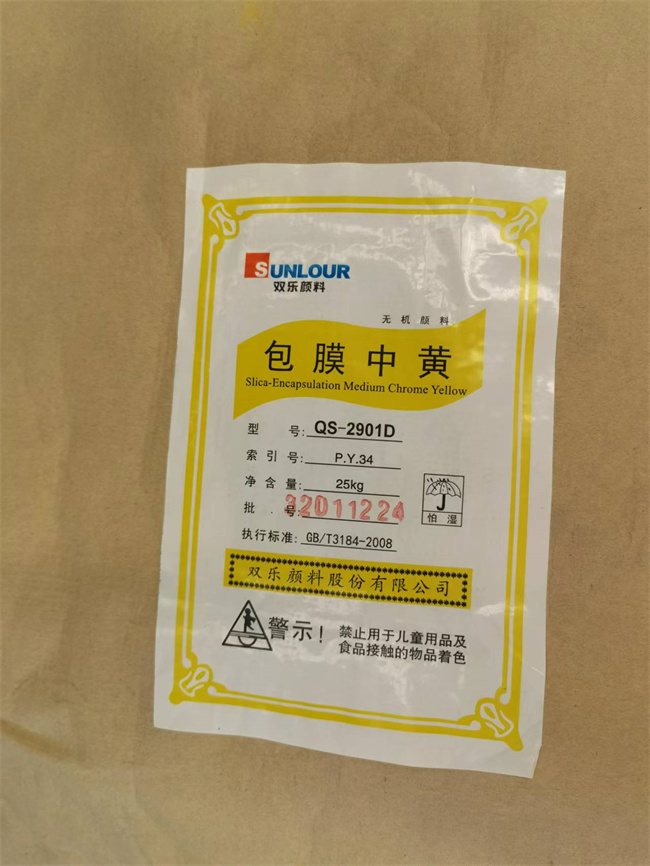 SUNLOUR
双乐颜料
无机颜料
包膜中黄
Slica-Encapsulation Medium Chrome Yellow
型 号: QS-2901D
索引号: P.Y.34
净含量: 25kg
批 号: 32011224
怕湿
执行标准: GB/T3184-2008
双乐颜料股份有限公司
警示! 禁止用于儿童用品及
食品接触的物品着色